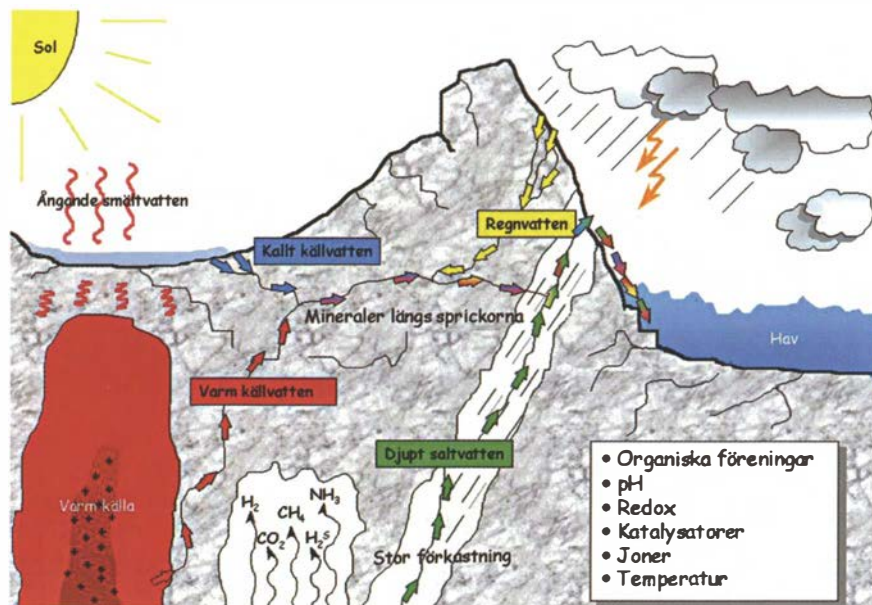 Sol
Ångande smältvatten
Kallt källvatten
Regnvatten
Mineraler längs sprickorna
Hav
Varm källvatten
Djupt saltvatten
Varm källa
H₂
CH₄
NH₃
CO₂
H₂S
Stor förkastning
• Organiska föreningar
• pH
• Redox
• Katalysatorer
• Joner
• Temperatur